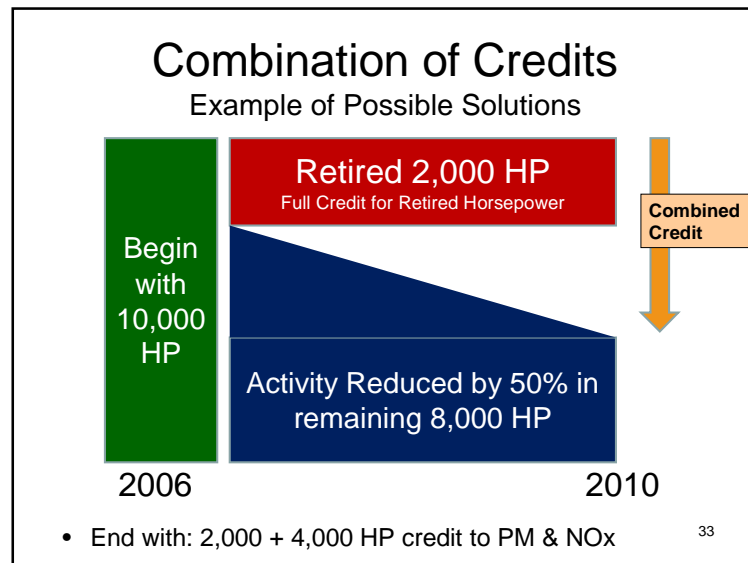 Combination of Credits
Example of Possible Solutions
Retired 2,000 HP
Full Credit for Retired Horsepower
Combined
Credit
Begin
with
10,000
HP
Activity Reduced by 50% in
remaining 8,000 HP
2006
2010
• End with: 2,000 + 4,000 HP credit to PM & NOx
33